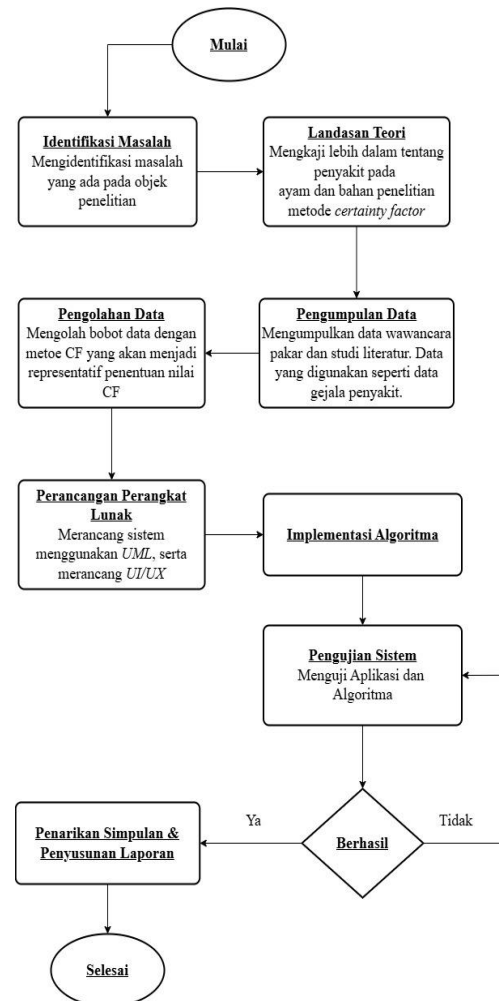 Mulai
Identifikasi Masalah
Mengidentifikasi masalah
yang ada pada objek
penelitian
Landasan Teori
Mengkaji lebih dalam tentang
penyakit pada
ayam dan bahan penelitian
metode certainty factor
Pengumpulan Data
Mengumpulkan data wawancara
pakar dan studi literatur. Data
yang digunakan seperti data
gejala penyakit.
Pengolahan Data
Mengolah bobot data dengan
metoe CF yang akan menjadi
representatif penentuan nilai
CF
Perancangan Perangkat
Lunak
Merancang sistem
menggunakan UML, serta
merancang UI/UX
Implementasi Algoritma
Pengujian Sistem
Menguji Aplikasi dan
Algoritma
Berhasil
Ya
Tidak
Penarikan Simpulan &
Penyusunan Laporan
Selesai